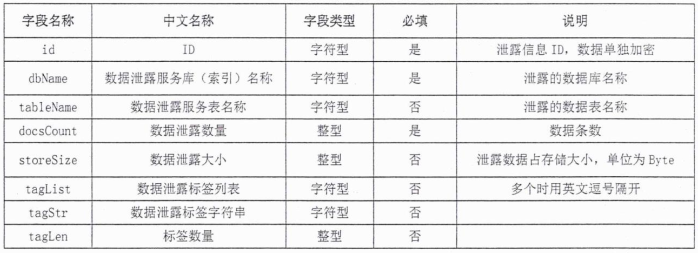 字段名称 中文名称 字段类型 必填 说明
id ID 字符型 是 泄露信息 ID，数据单独加密
dbName 数据泄露服务库（索引）名称 字符型 是 泄露的数据库名称
tableName 数据泄露服务表名称 字符型 否 泄露的数据表名称
docsCount 数据泄露数量 整型 是 数据条数
storeSize 数据泄露大小 整型 否 泄露数据占存储大小，单位为 Byte
tagList 数据泄露标签列表 字符型 否 多个时用英文逗号隔开
tagStr 数据泄露标签字符串 字符型 否
tagLen 标签数量 整型 否